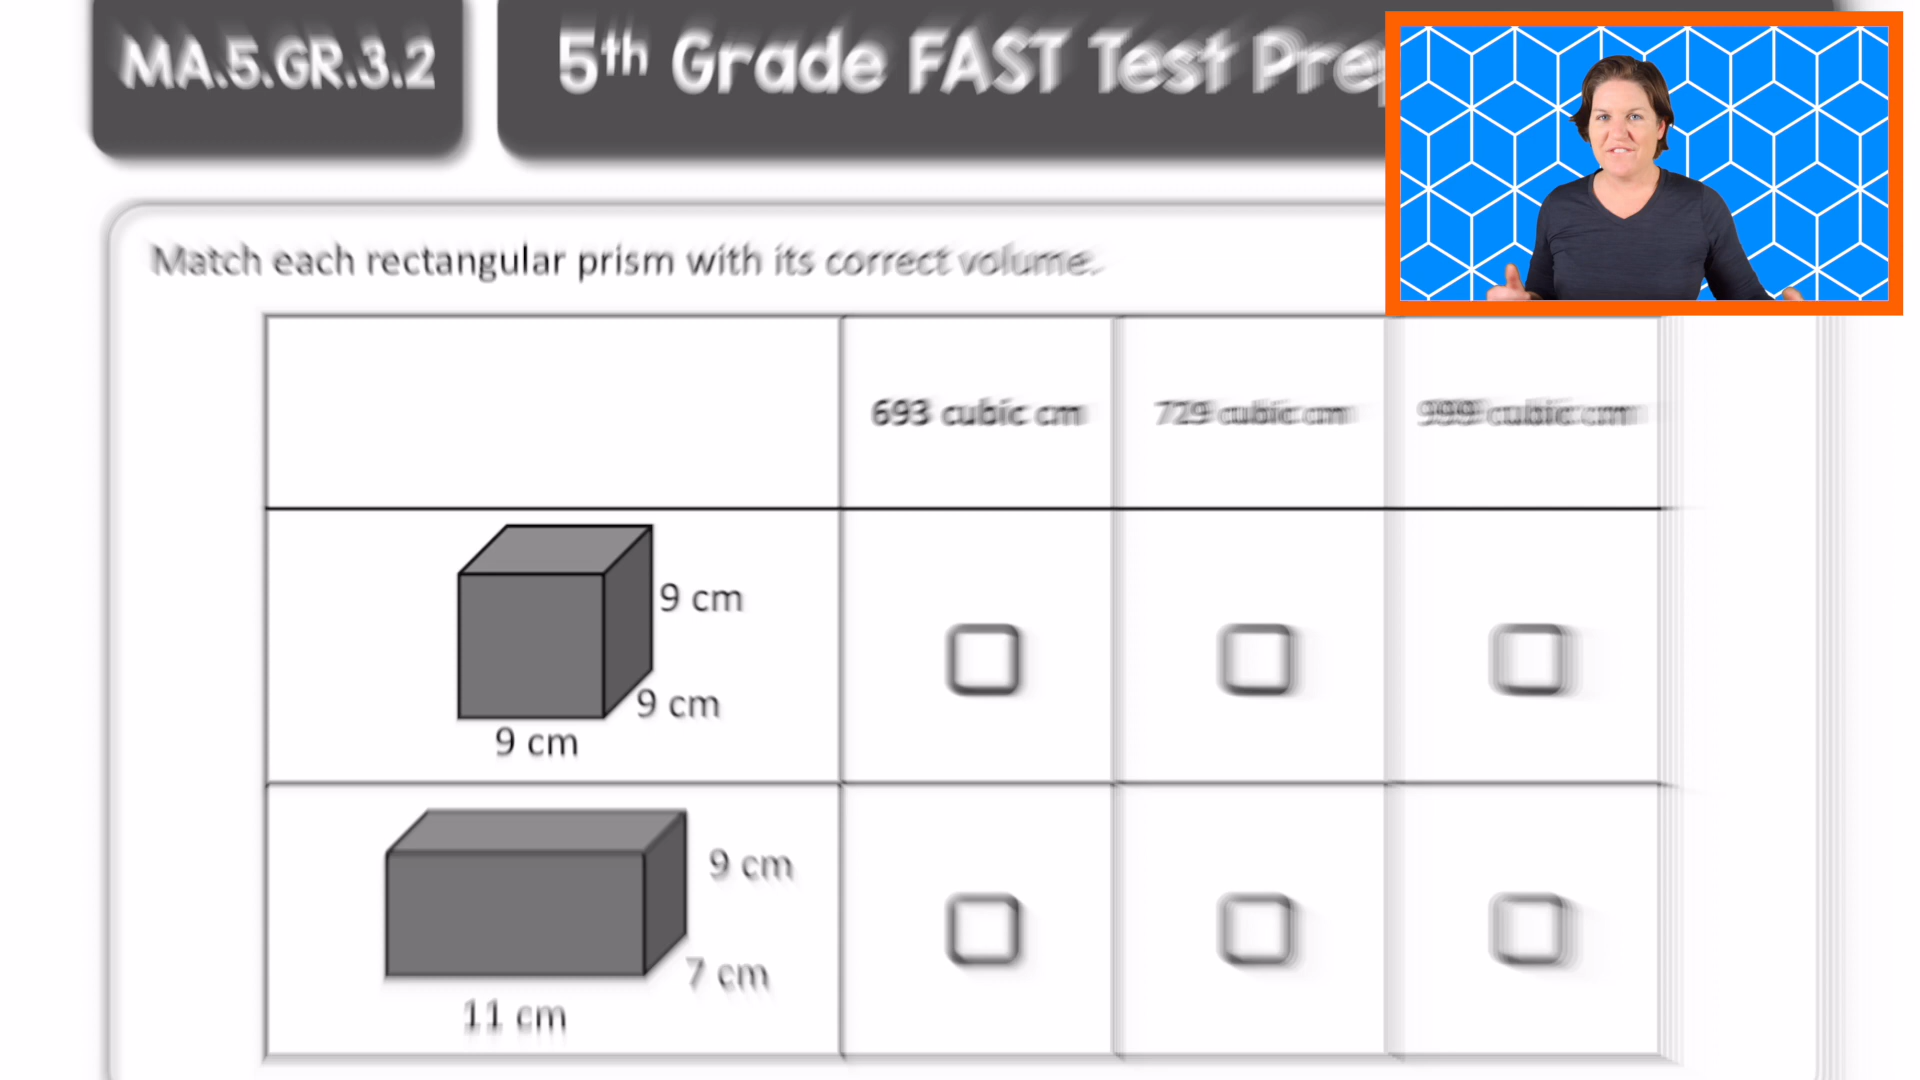 MA.5.GR.3.2
5th Grade FAST Test Prep
Match each rectangular prism with its correct volume.
693 cubic cm
729 cubic cm
999 cubic cm
9 cm
9 cm
9 cm
9 cm
7 cm
11 cm